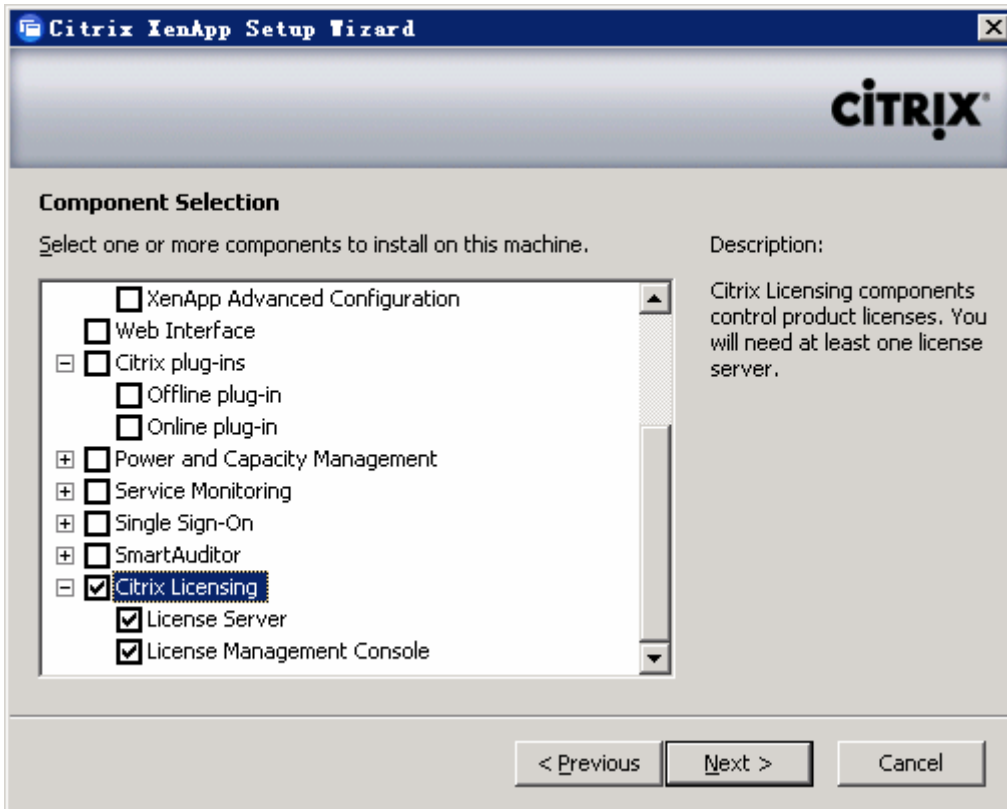 Citrix XenApp Setup Wizard
CİTRIX
Component Selection
Select one or more components to install on this machine.
XenApp Advanced Configuration
Web Interface
Citrix plug-ins
Offline plug-in
Online plug-in
Power and Capacity Management
Service Monitoring
Single Sign-On
SmartAuditor
Citrix Licensing
License Server
License Management Console
Description:
Citrix Licensing components
control product licenses. You
will need at least one license
server.
< Previous
Next >
Cancel